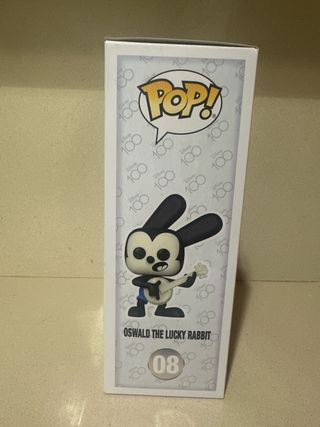 POP!
OSWALD THE LUCKY RABBIT
08